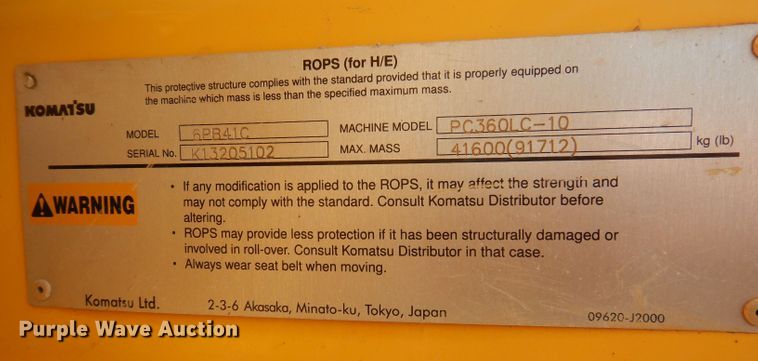 ROPS (for H/E)
This protective structure complies with the standard provided that it is properly equipped on
the machine which mass is less than the specified maximum mass.
KOMATSU
MODEL 6PB41C MACHINE MODEL PC360LC-10
SERIAL No. K13205102 MAX. MASS 41600(91712) kg (lb)
WARNING
• If any modification is applied to the ROPS, it may affect the strength and
may not comply with the standard. Consult Komatsu Distributor before
altering.
• ROPS may provide less protection if it has been structurally damaged or
involved in roll-over. Consult Komatsu Distributor in that case.
• Always wear seat belt when moving.
Komatsu Ltd. 2-3-6 Akasaka, Minato-ku, Tokyo, Japan 09620-J2000
Purple Wave Auction